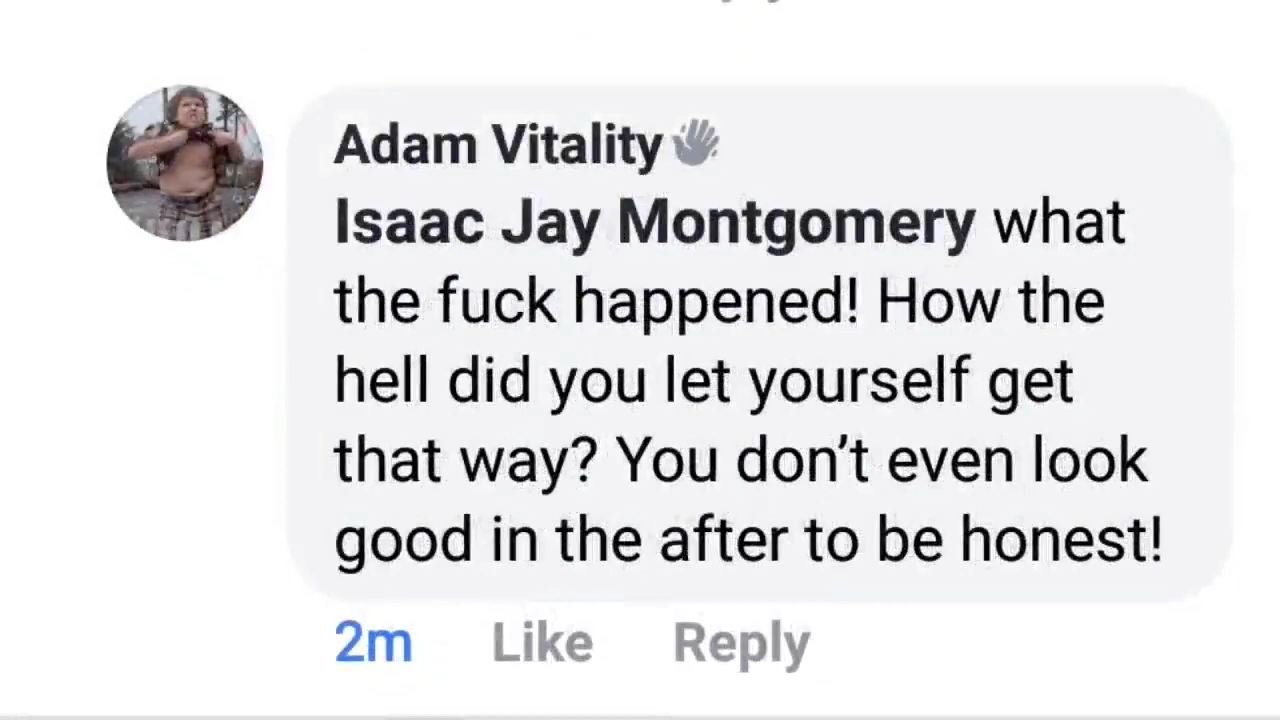 Adam Vitality
Isaac Jay Montgomery what
the fuck happened! How the
hell did you let yourself get
that way? You don’t even look
good in the after to be honest!
2m Like Reply